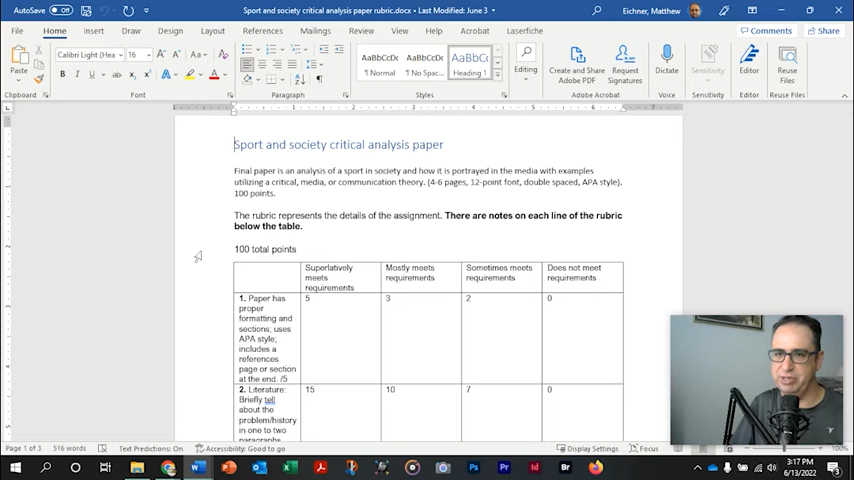 AutoSave Off Sport and society critical analysis paper rubric.docx • Last Modified: June 3 Eichner, Matthew
File Home Insert Draw Design Layout References Mailings Review View Help Acrobat Laserfiche Comments Share
Calibri Light (Hea 16 Aa
Paste B I U ab x A
AaBbCc AaBbCc AaBbCc
¶ Normal ¶ No Spac... Heading 1
Editing Create and Share Adobe PDF Request Signatures Dictate Sensitivity Editor Reuse Files
Clipboard Font Paragraph Styles Adobe Acrobat Voice Sensitivity Editor Reuse Files
Sport and society critical analysis paper
Final paper is an analysis of a sport in society and how it is portrayed in the media with examples
utilizing a critical, media, or communication theory. (4-6 pages, 12-point font, double spaced, APA style).
100 points.
The rubric represents the details of the assignment. There are notes on each line of the rubric
below the table.
100 total points
Superlatively meets requirements
Mostly meets requirements
Sometimes meets requirements
Does not meet requirements
1. Paper has
proper
formatting and
sections; uses
APA style;
includes a
references
page or section
at the end. /5
5 3 2 0
2. Literature:
Briefly tell
about the
problem/history
in one to two
paragraphs
15 10 7 0
Page 1 of 3 516 words Text Predictions: On Accessibility: Good to go Display Settings Focus 100%
3:17 PM
6/13/2022